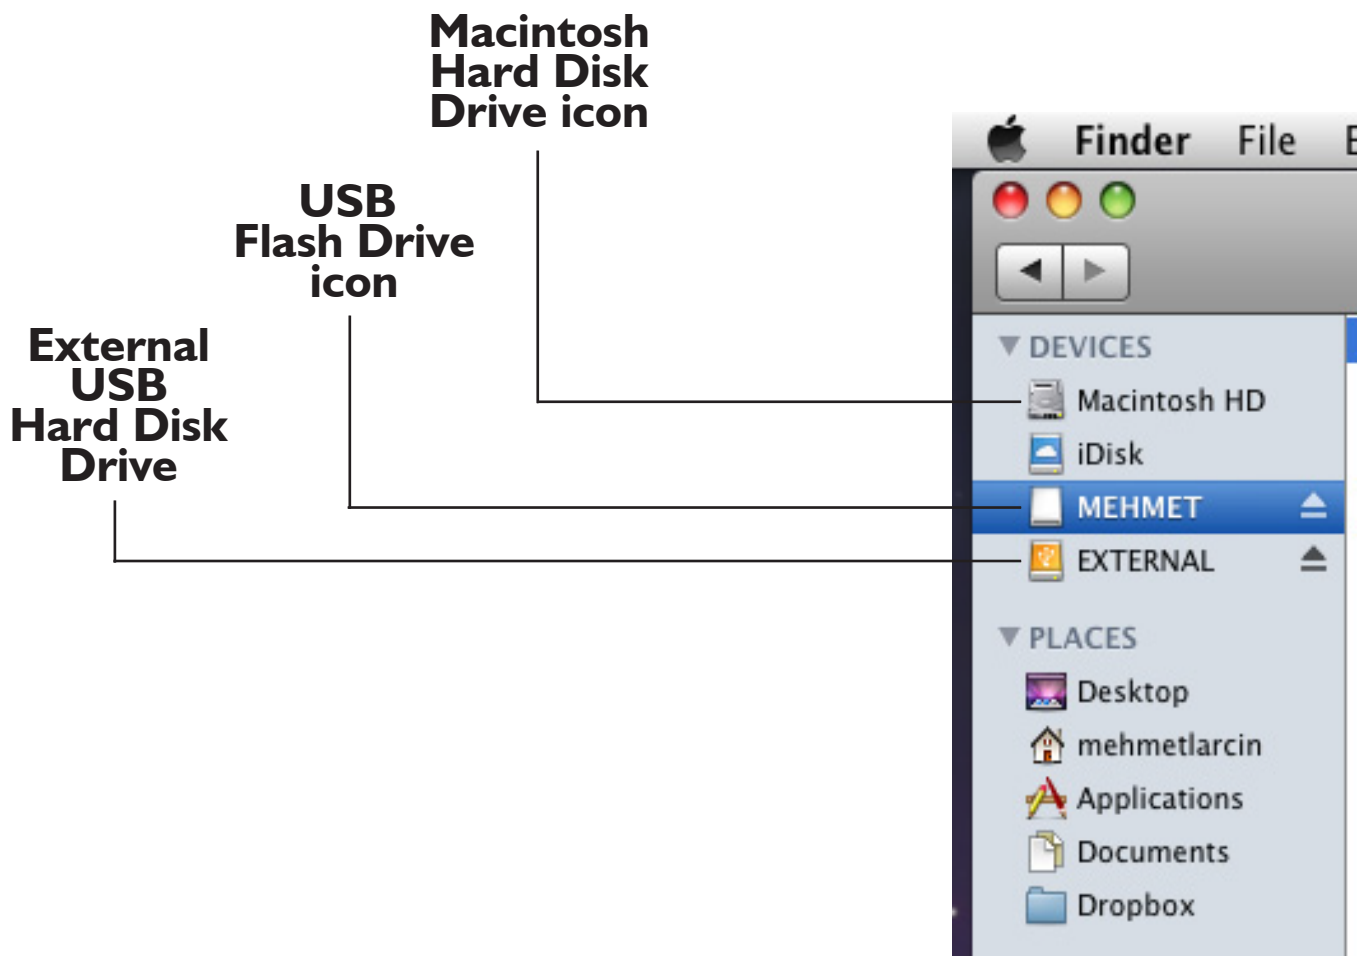 Macintosh
Hard Disk
Drive icon
USB
Flash Drive
icon
External
USB
Hard Disk
Drive
Finder File
DEVICES
Macintosh HD
iDisk
MEHMET
EXTERNAL
PLACES
Desktop
mehmetlarcin
Applications
Documents
Dropbox